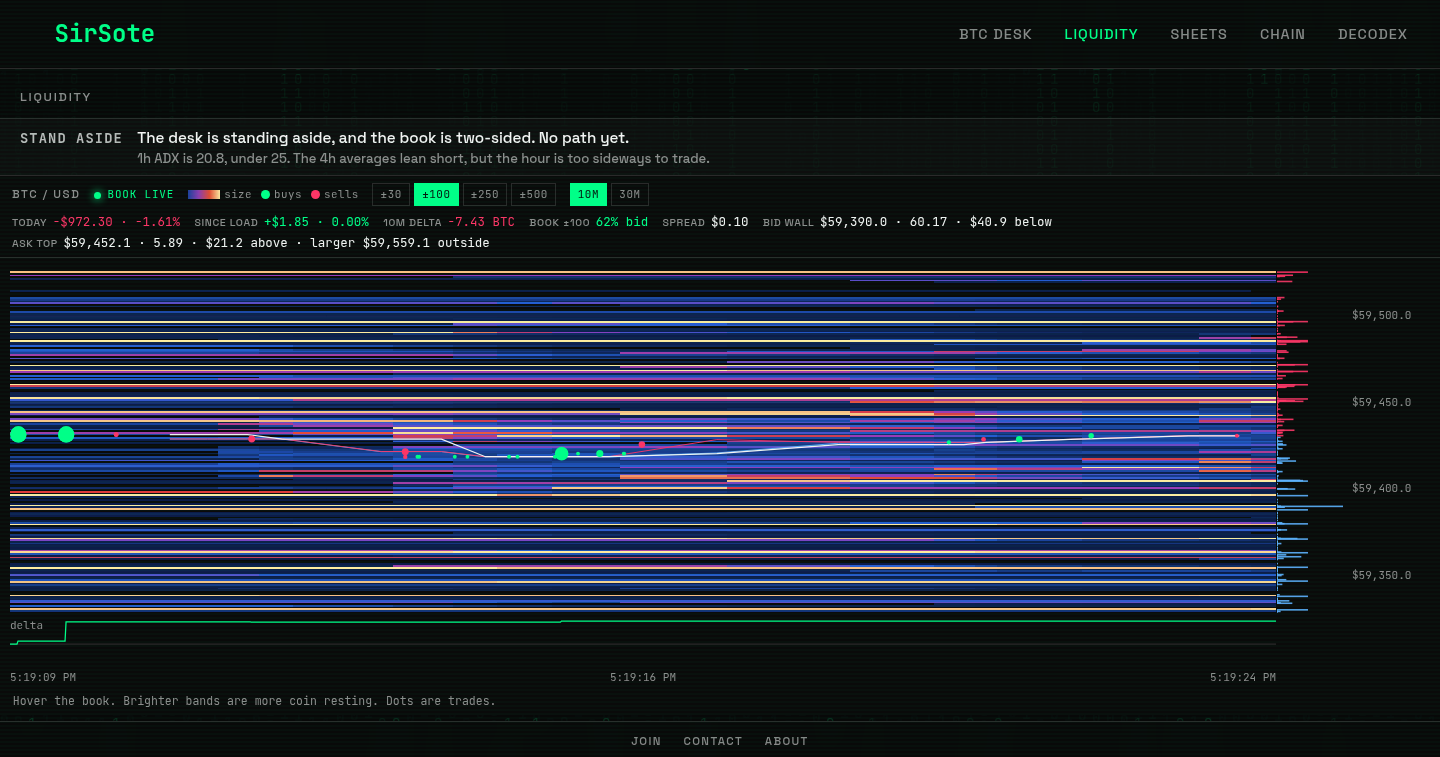 SirSote
BTC DESK LIQUIDITY SHEETS CHAIN DECODEX
LIQUIDITY
STAND ASIDE The desk is standing aside, and the book is two-sided. No path yet.
1h ADX is 20.8, under 25. The 4h averages lean short, but the hour is too sideways to trade.
BTC / USD BOOK LIVE size buys sells ±30 ±100 ±250 ±500 10M 30M
TODAY -$972.30 · -1.61% SINCE LOAD +$1.85 · 0.00% 10M DELTA -7.43 BTC BOOK ±100 62% bid SPREAD $0.10 BID WALL $59,390.0 · 60.17 · $40.9 below
ASK TOP $59,452.1 · 5.89 · $21.2 above · larger $59,559.1 outside
$59,500.0
$59,450.0
$59,400.0
$59,350.0
delta
5:19:09 PM 5:19:16 PM 5:19:24 PM
Hover the book. Brighter bands are more coin resting. Dots are trades.
JOIN CONTACT ABOUT